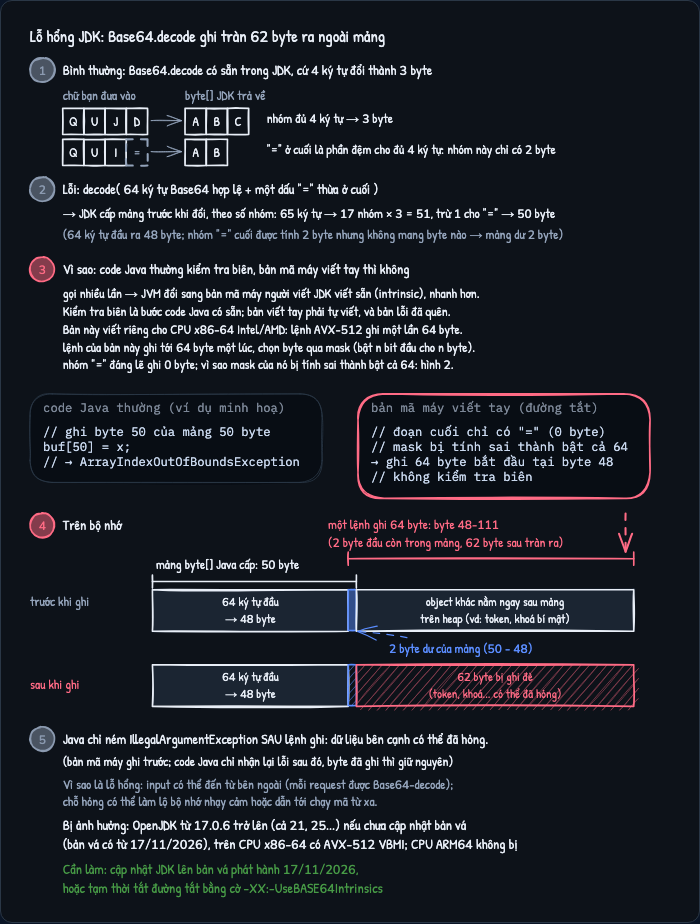 Lỗ hổng JDK: Base64.decode ghi tràn 62 byte ra ngoài mảng
1 Bình thường: Base64.decode có sẵn trong JDK, cứ 4 ký tự đổi thành 3 byte
chữ bạn đưa vào byte[] JDK trả về
Q U J D → A B C nhóm đủ 4 ký tự → 3 byte
Q U I = → A B "=" ở cuối là phần đệm cho đủ 4 ký tự: nhóm này chỉ có 2 byte
2 Lỗi: decode( 64 ký tự Base64 hợp lệ + một dấu "=" thừa ở cuối )
→ JDK cấp mảng trước khi đổi, theo số nhóm: 65 ký tự → 17 nhóm × 3 = 51, trừ 1 cho "=" → 50 byte
(64 ký tự đầu ra 48 byte; nhóm "=" cuối được tính 2 byte nhưng không mang byte nào → mảng dư 2 byte)
3 Vì sao: code Java thường kiểm tra biên, bản mã máy viết tay thì không
gọi nhiều lần → JVM đổi sang bản mã máy người viết JDK viết sẵn (intrinsic), nhanh hơn.
Kiểm tra biên là bước code Java có sẵn; bản viết tay phải tự viết, và bản lỗi đã quên.
Bản này viết riêng cho CPU x86-64 Intel/AMD: lệnh AVX-512 ghi một lần 64 byte.
lệnh của bản này ghi tới 64 byte một lúc, chọn byte qua mask (bật n bit đầu cho n byte).
nhóm "=" đáng lẽ ghi 0 byte; vì sao mask của nó bị tính sai thành bật cả 64: hình 2.
code Java thường (ví dụ minh hoạ)
// ghi byte 50 của mảng 50 byte
buf[50] = x;
// → ArrayIndexOutOfBoundsException
bản mã máy viết tay (đường tắt)
// đoạn cuối chỉ có "=" (0 byte)
// mask bị tính sai thành bật cả 64
→ ghi 64 byte bắt đầu tại byte 48
// không kiểm tra biên
4 Trên bộ nhớ
một lệnh ghi 64 byte: byte 48–111
(2 byte đầu còn trong mảng, 62 byte sau tràn ra)
mảng byte[] Java cấp: 50 byte
trước khi ghi
64 ký tự đầu
→ 48 byte
object khác nằm ngay sau mảng
trên heap (vd: token, khoá bí mật)
2 byte dư của mảng (50 - 48)
sau khi ghi
64 ký tự đầu
→ 48 byte
62 byte bị ghi đè
(token, khoá... có thể đã hỏng)
5 Java chỉ ném IllegalArgumentException SAU lệnh ghi: dữ liệu bên cạnh có thể đã hỏng.
(bản mã máy ghi trước; code Java chỉ nhận lại lỗi sau đó, byte đã ghi thì giữ nguyên)
Vì sao là lỗ hổng: input có thể đến từ bên ngoài (mỗi request được Base64-decode);
chỗ hỏng có thể làm lộ bộ nhớ nhạy cảm hoặc dẫn tới chạy mã từ xa.
Bị ảnh hưởng: OpenJDK từ 17.0.6 trở lên (cả 21, 25...) nếu chưa cập nhật bản vá
(bản vá có từ 17/11/2026), trên CPU x86-64 có AVX-512 VBMI; CPU ARM64 không bị
Cần làm: cập nhật JDK lên bản vá phát hành 17/11/2026,
hoặc tạm thời tắt đường tắt bằng cờ -XX:-UseBASE64Intrinsics